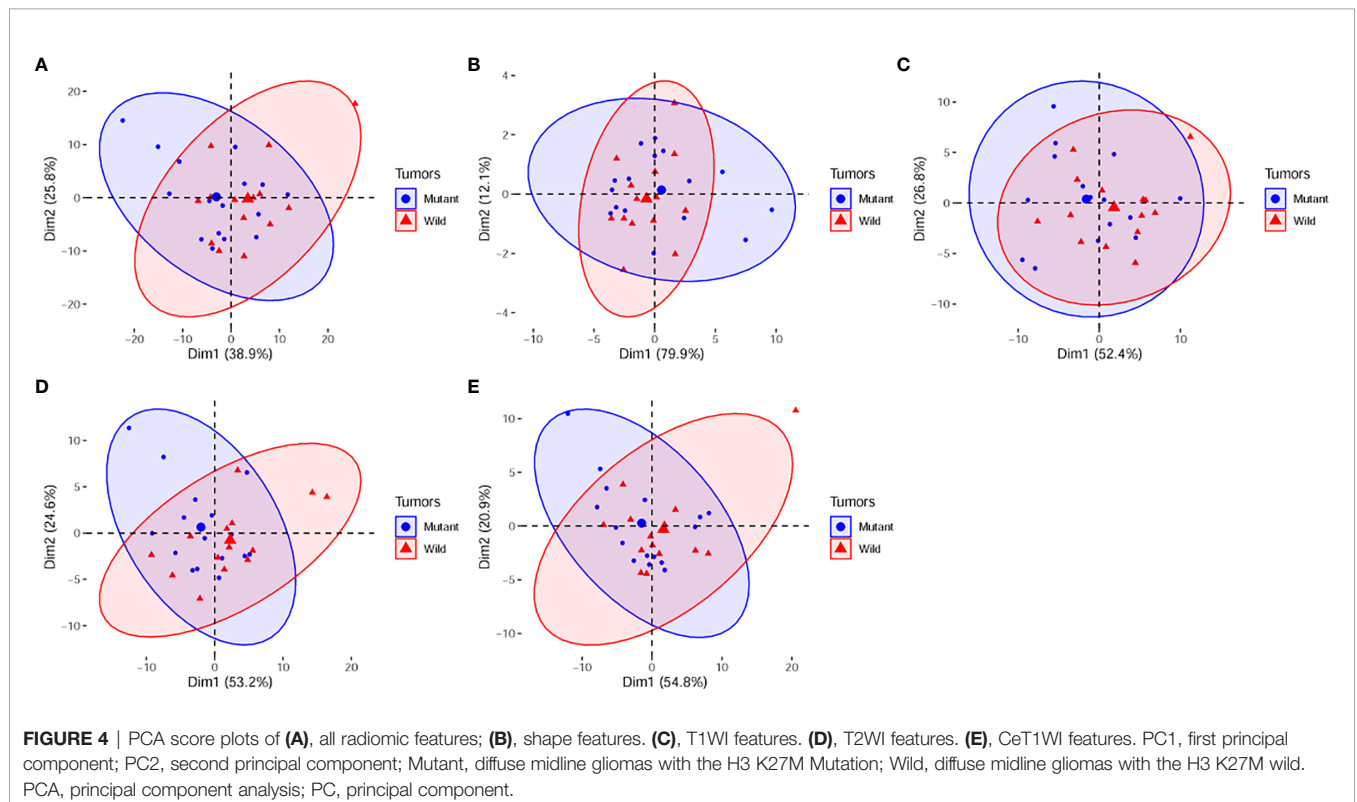 A
20
10
0
−10
−20
Dim2 (25.8%)
−20
−10
0
10
20
Dim1 (38.9%)
Tumors
Mutant
Wild
B
4
2
0
−2
−4
Dim2 (12.1%)
−10
−5
0
5
10
Dim1 (79.9%)
Tumors
Mutant
Wild
C
10
5
0
−5
−10
Dim2 (26.8%)
−10
0
10
Dim1 (52.4%)
Tumors
Mutant
Wild
D
10
5
0
−5
−10
Dim2 (24.6%)
−10
0
10
20
Dim1 (53.2%)
Tumors
Mutant
Wild
E
10
5
0
−5
−10
Dim2 (20.9%)
−10
0
10
20
Dim1 (54.8%)
Tumors
Mutant
Wild
FIGURE 4 | PCA score plots of (A), all radiomic features; (B), shape features. (C), T1WI features. (D), T2WI features. (E), CeT1WI features. PC1, first principal
component; PC2, second principal component; Mutant, diffuse midline gliomas with the H3 K27M Mutation; Wild, diffuse midline gliomas with the H3 K27M wild.
PCA, principal component analysis; PC, principal component.